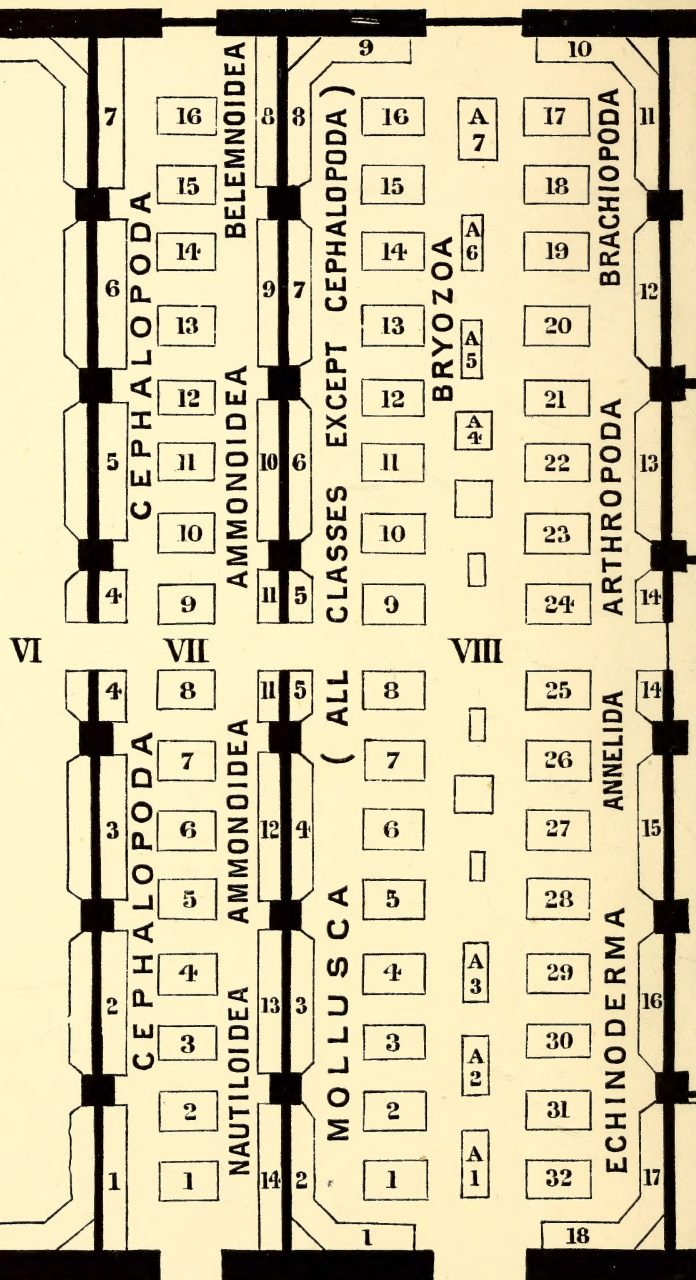 9 10
7 16 8 8 16 A 7 17 11
15 15 18
14 14 A 6 19
6 9 7 12
13 13 A 5 20
12 12 21
A 4
5 11 10 6 11 22 13
10 10 23
4 9 11 5 9 24 14
VI VII VIII
4 8 11 5 8 25 14
7 7 26
3 6 12 4 6 27 15
5 5 28
4 4 A 3 29
2 13 3 16
3 3 A 2 30
2 2 31
1 1 14 2 1 A 1 32 17
1 18
CEPHALOPODA
CEPHALOPODA
BELEMNOIDEA
AMMONOIDEA
AMMONOIDEA
NAUTILOIDEA
MOLLUSCA (ALL CLASSES EXCEPT CEPHALOPODA)
BRYOZOA
BRACHIOPODA
ARTHROPODA
ANNELIDA
ECHINODERMA